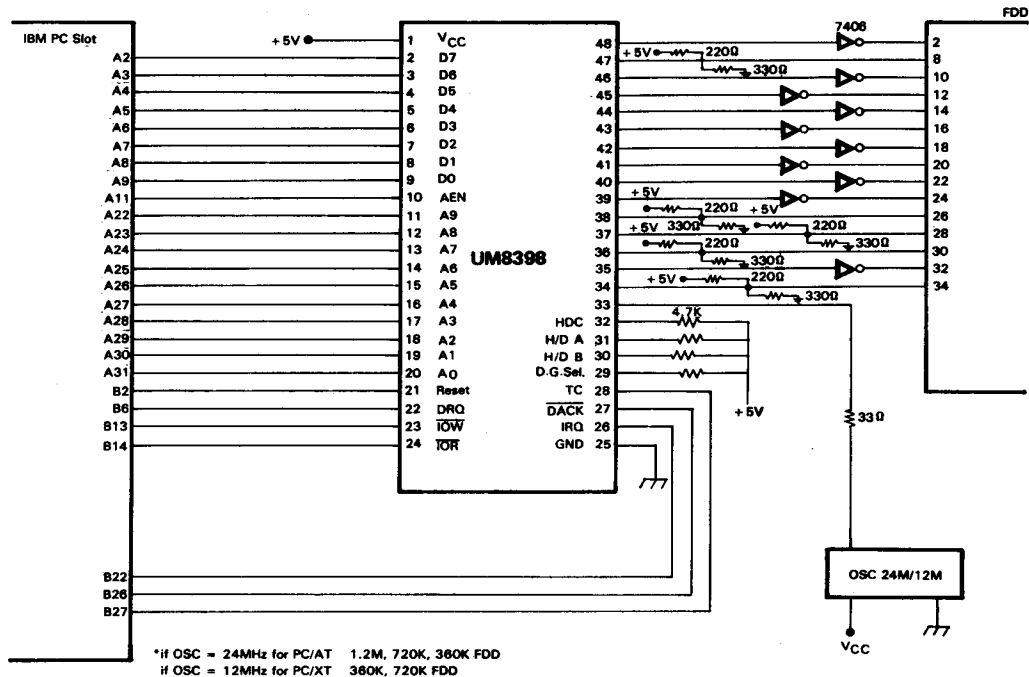 FDD
IBM PC Slot
7406
+5V 1 VCC 48 2
A2 2 D7 47 +5V 220Ω 8
A3 3 D6 46 330Ω 10
A4 4 D5 45 12
A5 5 D4 44 14
A6 6 D3 43 16
A7 7 D2 42 18
A8 8 D1 41 20
A9 9 D0 40 22
A11 10 AEN 39 24
A22 11 A9 38 +5V 220Ω +5V 26
A23 12 A8 37 330Ω 220Ω 28
A24 13 A7 36 +5V 220Ω 330Ω 30
A25 14 A6 35 330Ω 32
A26 15 A5 34 +5V 220Ω 34
A27 16 A4 33 330Ω
UM8398
A28 17 A3 HDC 32 4.7K
A29 18 A2 H/D A 31
A30 19 A1 H/D B 30
A31 20 A0 D.G.Sel. 29
B2 21 Reset TC 28
B6 22 DRQ DACK 27 +5V
B13 23 IOW IRQ 26 33Ω
B14 24 IOR GND 25
B22
B26
B27
OSC 24M/12M
VCC
*if OSC = 24MHz for PC/AT 1.2M, 720K, 360K FDD
if OSC = 12MHz for PC/XT 360K, 720K FDD